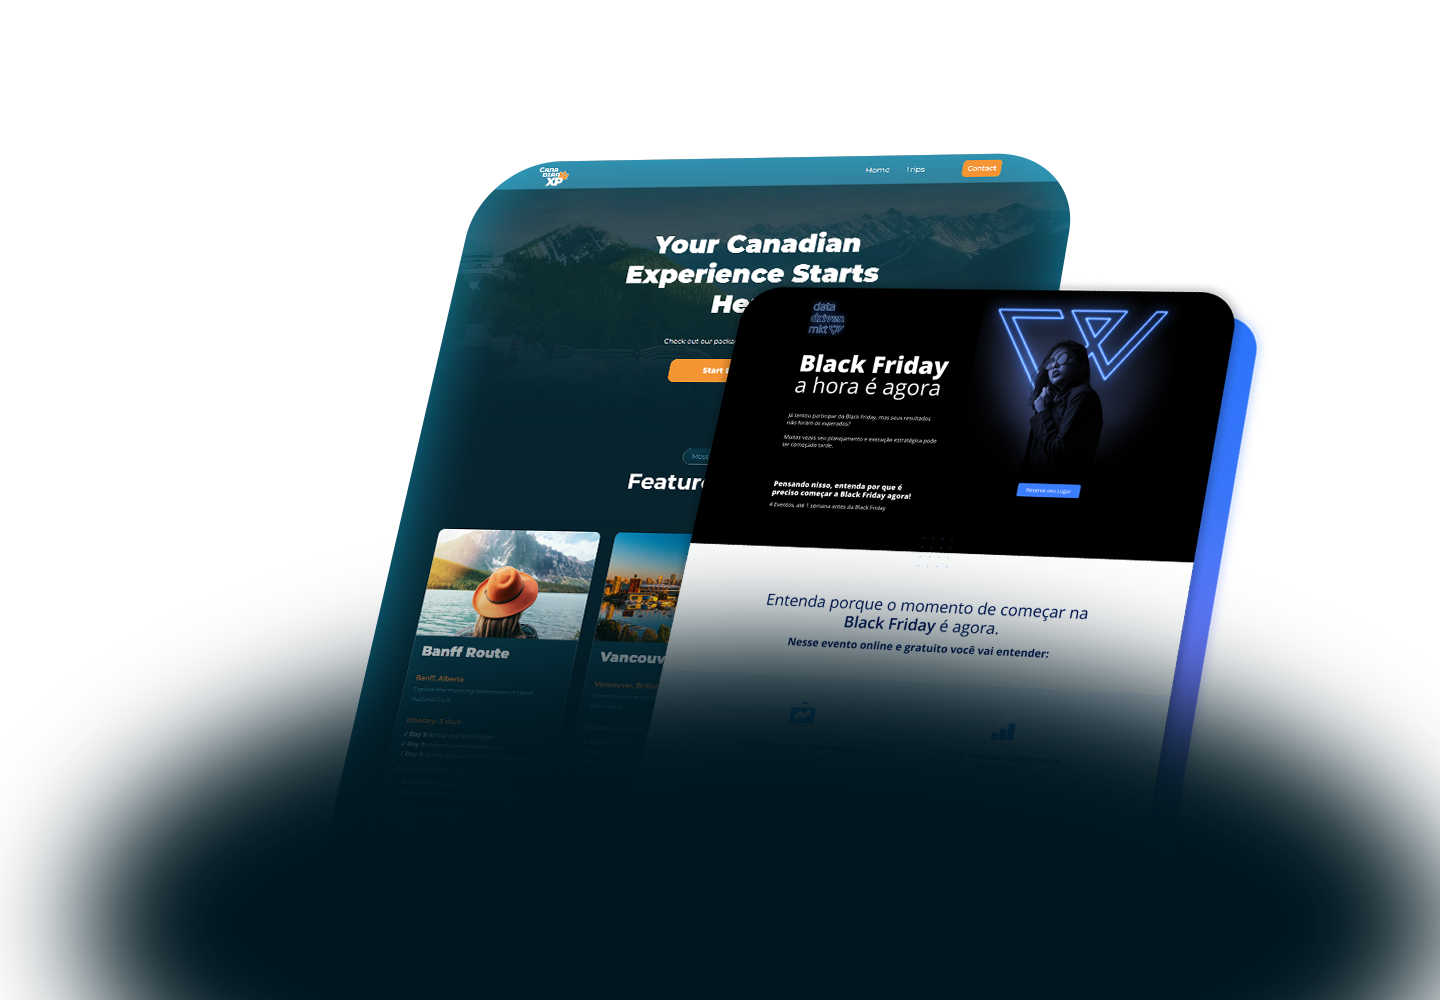 CANA
DIAN
XP
Home Trips Contact
Your Canadian
Experience Starts
He
Check out our packa
Start
Most
Featur
Banff Route
Banff, Alberta
Explore the stunning landscapes of Banff
National Park.
Itinerary: 3 days
✓ Day 1: Arrival and Exploration
✓ Day 2:
✓ Day 3:
Vancouv
Vancouver, British
data
driven
mkt
Black Friday
a hora é agora
Já tentou participar da Black Friday, mas seus resultados
não foram os esperados?
Muitas vezes seu planejamento e execução estratégica pode
ter começado tarde.
Pensando nisso, entenda por que é
preciso começar a Black Friday agora!
4 Eventos, até 1 semana antes da Black Friday
Reserve seu Lugar
Entenda porque o momento de começar na
Black Friday é agora.
Nesse evento online e gratuito você vai entender: